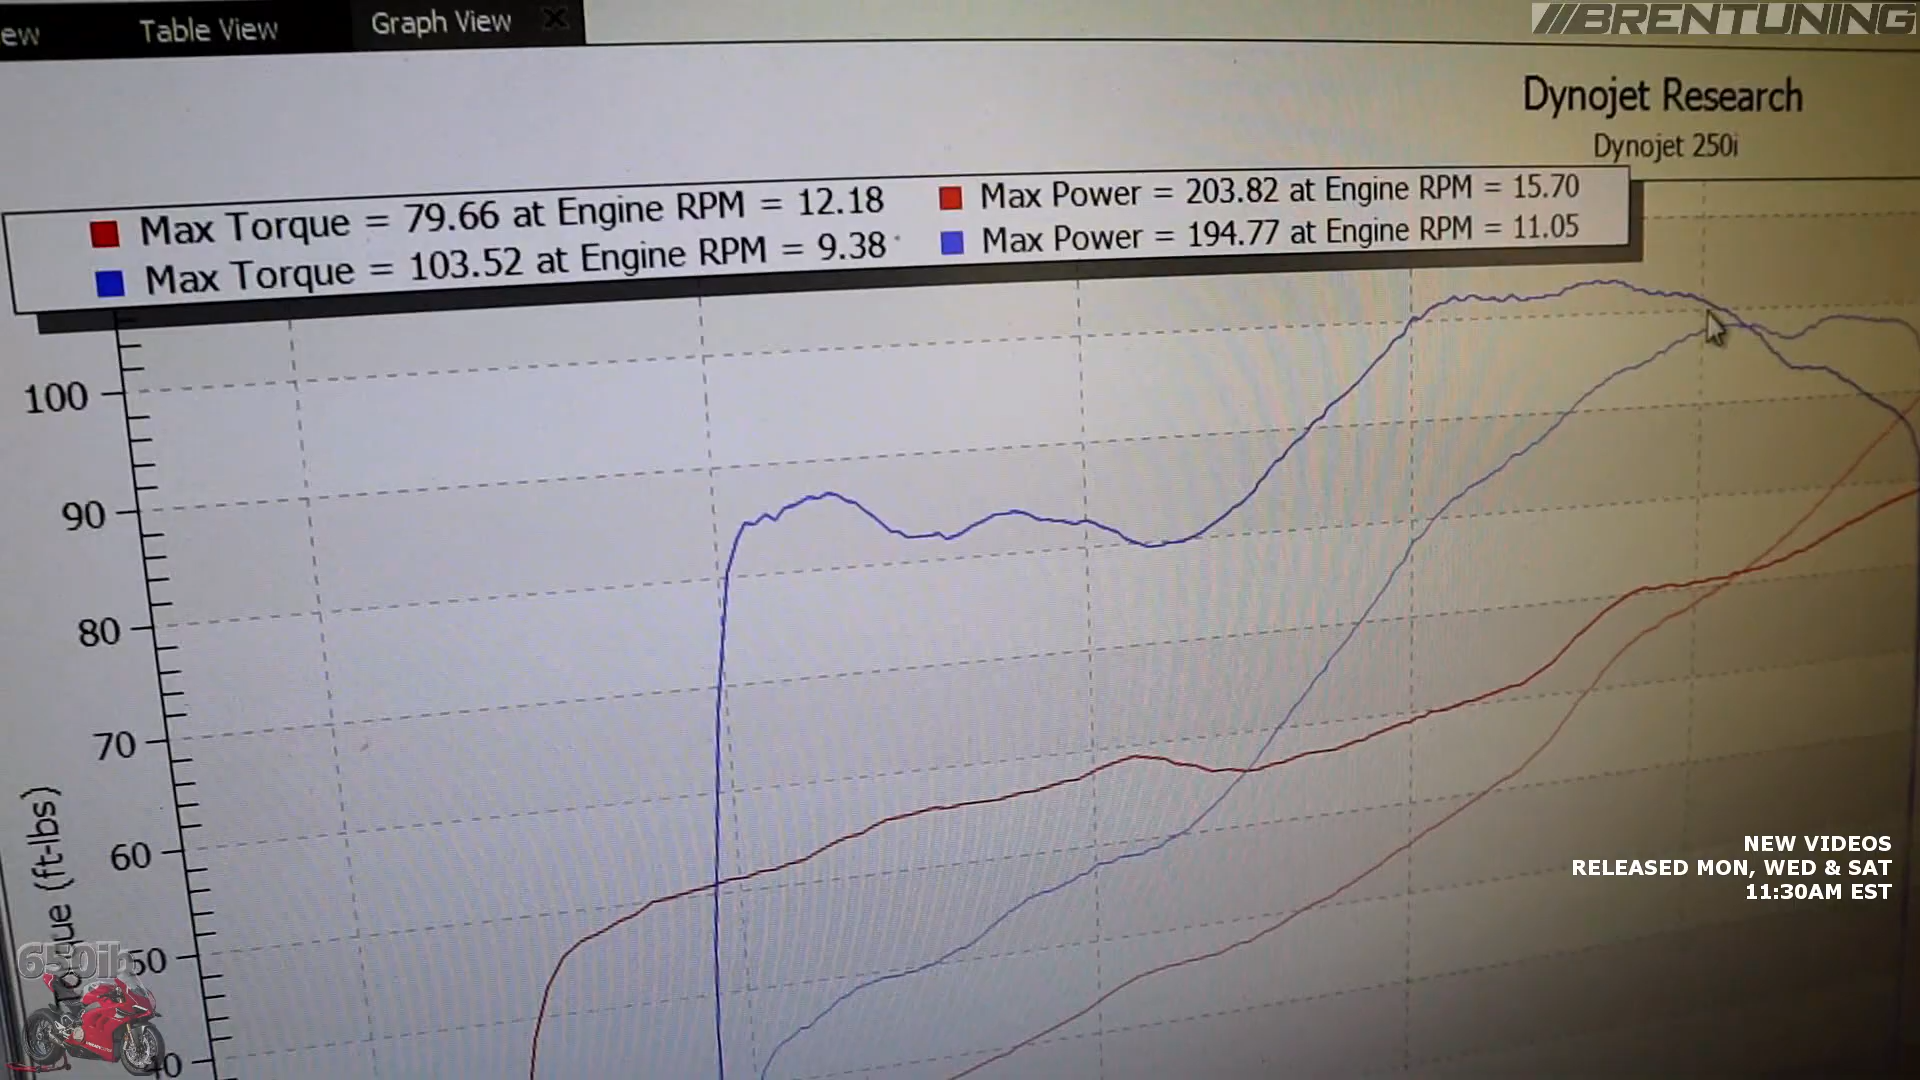 ew Table View Graph View X
///BRENTUNING
Dynojet Research
Dynojet 250i
Max Torque = 79.66 at Engine RPM = 12.18 Max Power = 203.82 at Engine RPM = 15.70
Max Torque = 103.52 at Engine RPM = 9.38 Max Power = 194.77 at Engine RPM = 11.05
100
90
80
70
60
50
40
Torque (ft-lbs)
NEW VIDEOS
RELEASED MON, WED & SAT
11:30AM EST
650ib